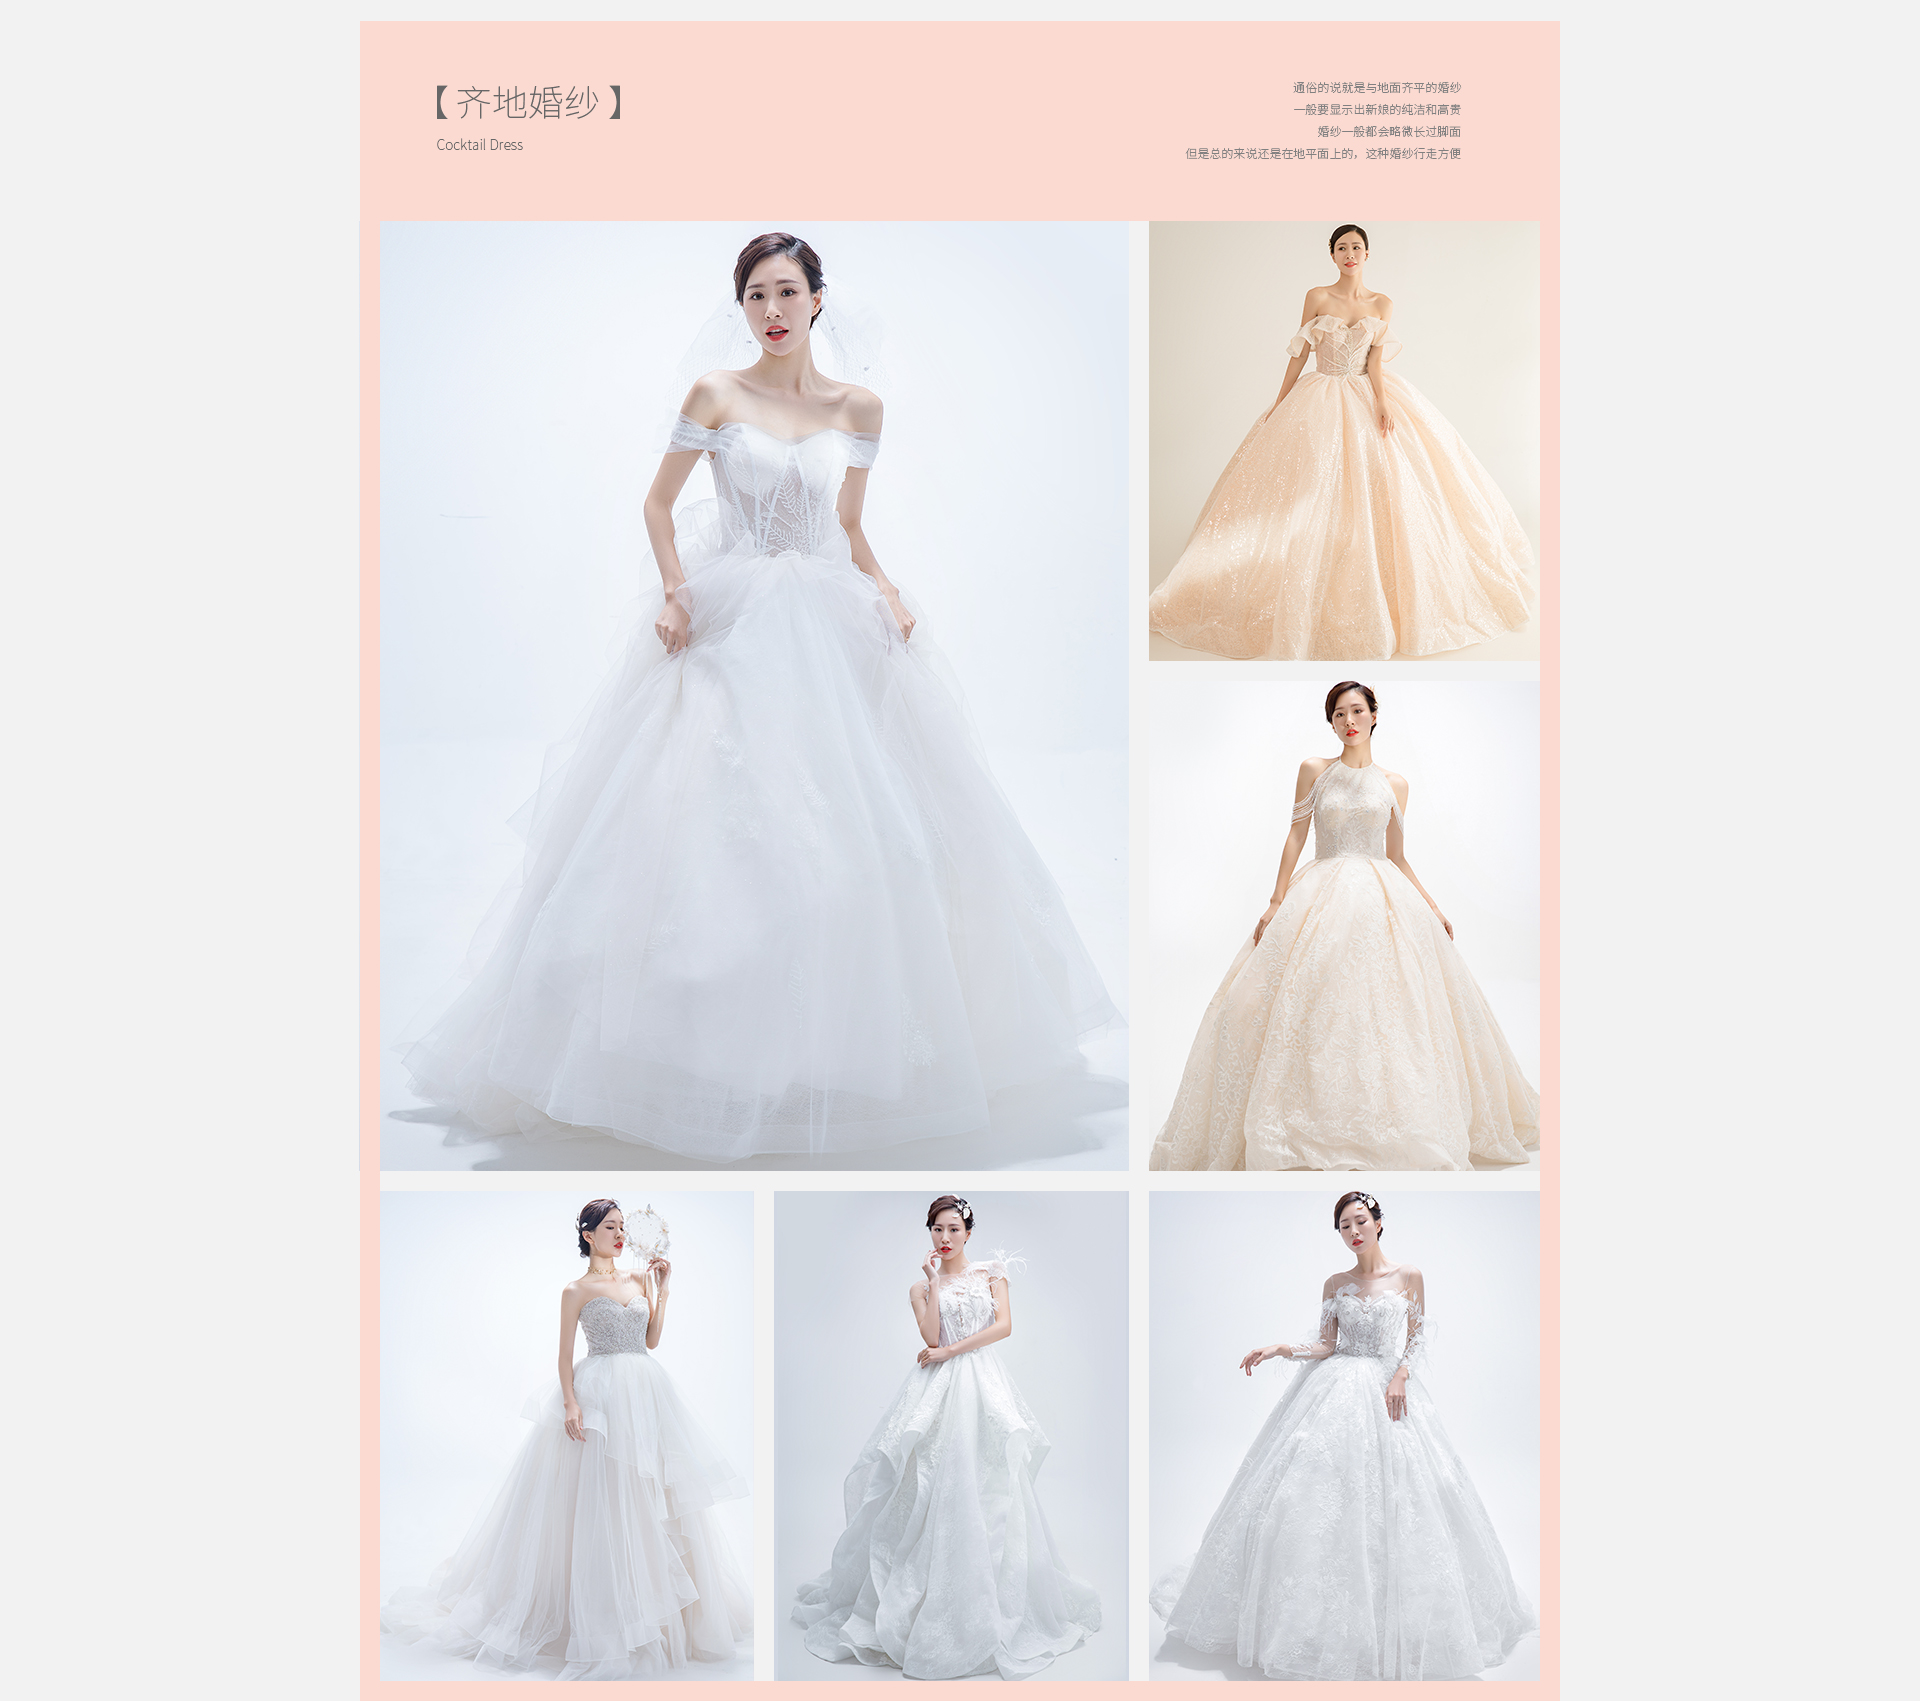 【齐地婚纱】
Cocktail Dress
通俗的说就是与地面齐平的婚纱
一般要显示出新娘的纯洁和高贵
婚纱一般都会略微长过脚面
但是总的来说还是在地平面上的，这种婚纱行走方便